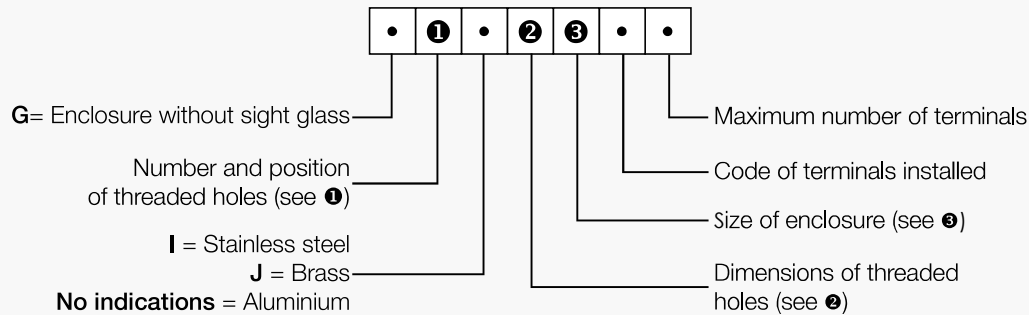 • ❶ • ❷ ❸ • •
G= Enclosure without sight glass
Number and position
of threaded holes (see ❶)
I = Stainless steel
J = Brass
No indications = Aluminium
Maximum number of terminals
Code of terminals installed
Size of enclosure (see ❸)
Dimensions of threaded
holes (see ❷)